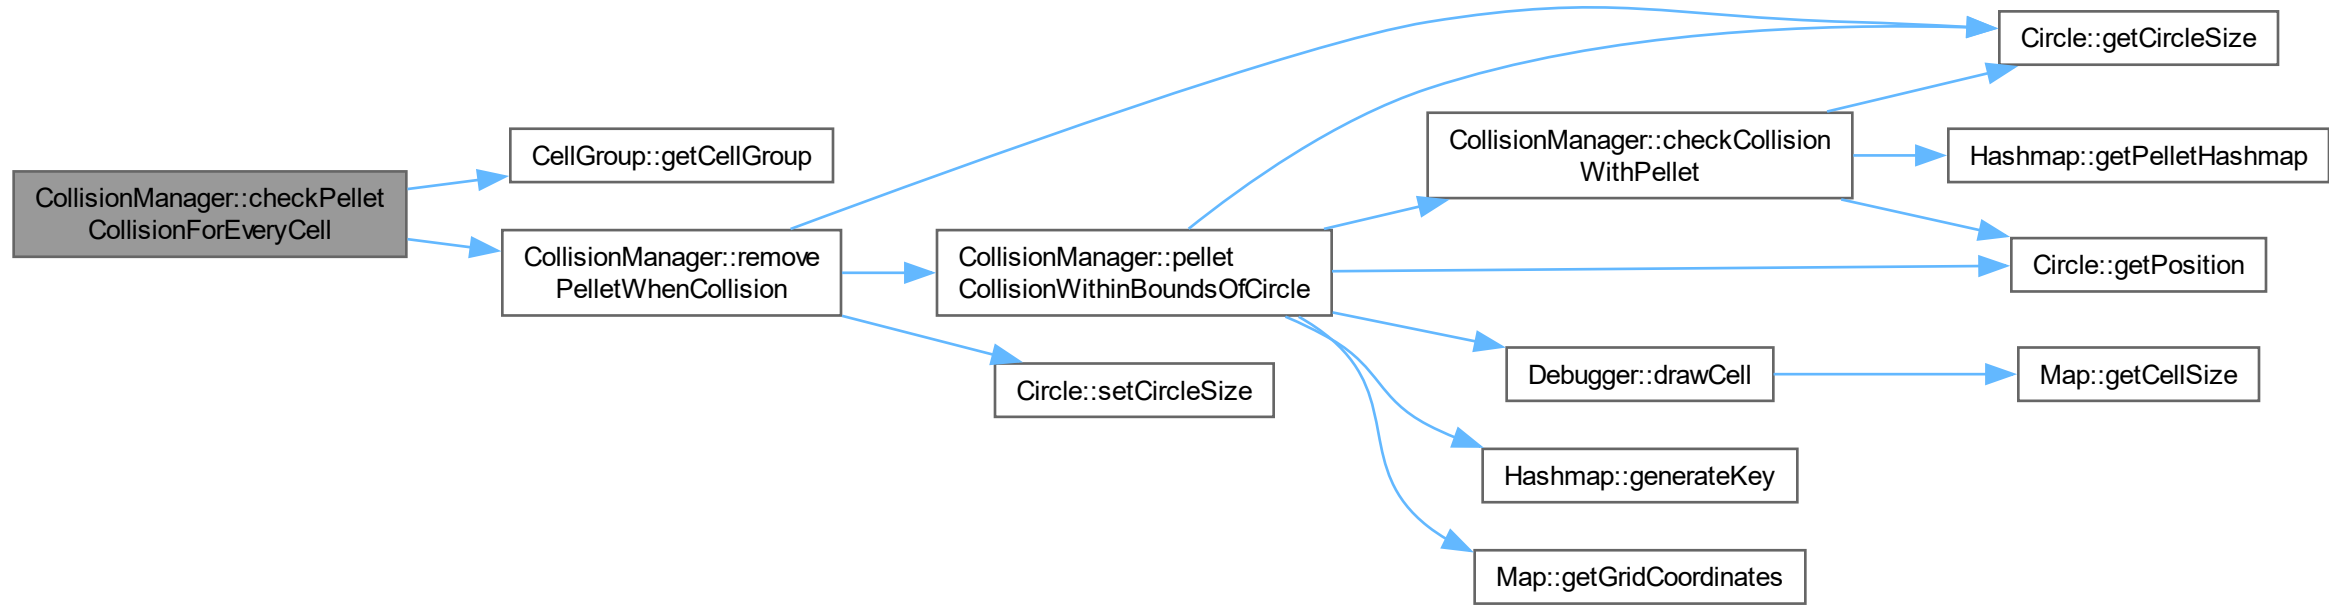 CollisionManager::checkPellet
CollisionForEveryCell
CellGroup::getCellGroup
CollisionManager::remove
PelletWhenCollision
CollisionManager::pellet
CollisionWithinBoundsOfCircle
Circle::setCircleSize
CollisionManager::checkCollision
WithPellet
Debugger::drawCell
Hashmap::generateKey
Map::getGridCoordinates
Circle::getCircleSize
Hashmap::getPelletHashmap
Circle::getPosition
Map::getCellSize